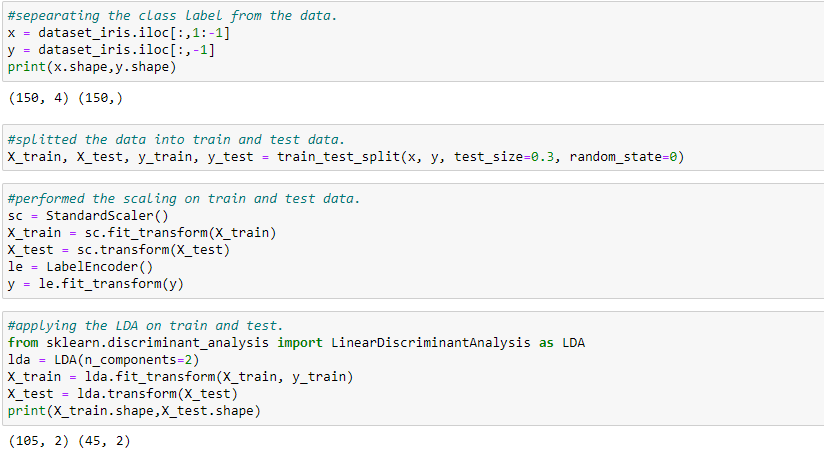 #sepearating the class label from the data.
x = dataset_iris.iloc[:,1:-1]
y = dataset_iris.iloc[:,-1]
print(x.shape,y.shape)
(150, 4) (150,)
#splitted the data into train and test data.
X_train, X_test, y_train, y_test = train_test_split(x, y, test_size=0.3, random_state=0)
#performed the scaling on train and test data.
sc = StandardScaler()
X_train = sc.fit_transform(X_train)
X_test = sc.transform(X_test)
le = LabelEncoder()
y = le.fit_transform(y)
#applying the LDA on train and test.
from sklearn.discriminant_analysis import LinearDiscriminantAnalysis as LDA
lda = LDA(n_components=2)
X_train = lda.fit_transform(X_train, y_train)
X_test = lda.transform(X_test)
print(X_train.shape,X_test.shape)
(105, 2) (45, 2)